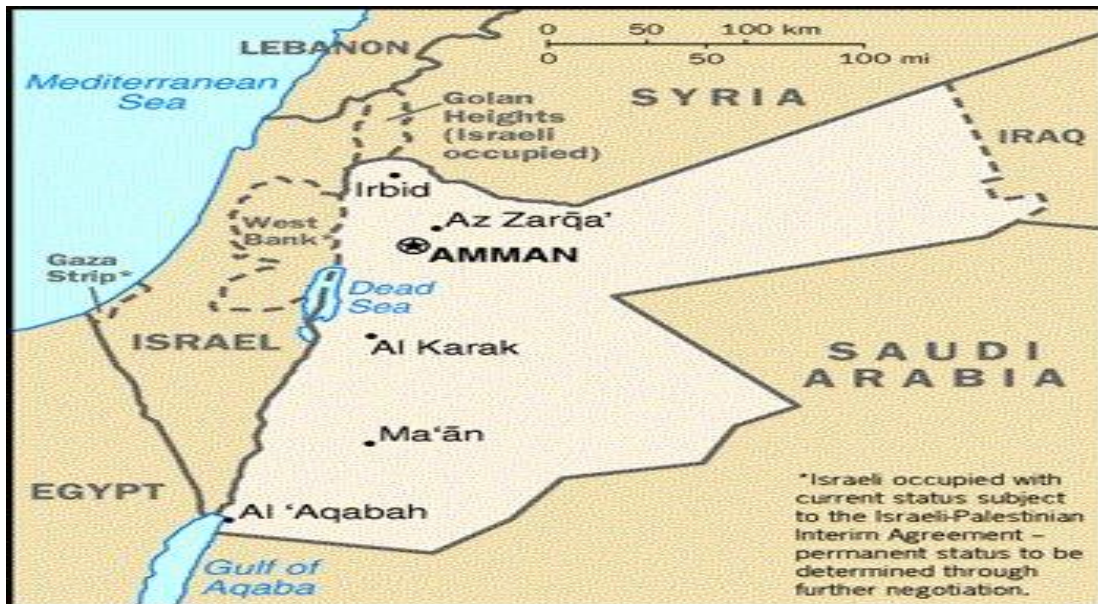 LEBANON
0 50 100 km
0 50 100 mi
Mediterranean
Sea
Golan
Heights
(Israeli
occupied)
SYRIA
IRAQ
Irbid
West
Bank*
Az Zarqā'
AMMAN
Gaza
Strip*
Dead
Sea
ISRAEL
Al Karak
SAUDI
ARABIA
Ma'ān
EGYPT
Al 'Aqabah
Gulf of
Aqaba
*Israeli occupied with
current status subject
to the Israeli-Palestinian
Interim Agreement –
permanent status to be
determined through
further negotiation.